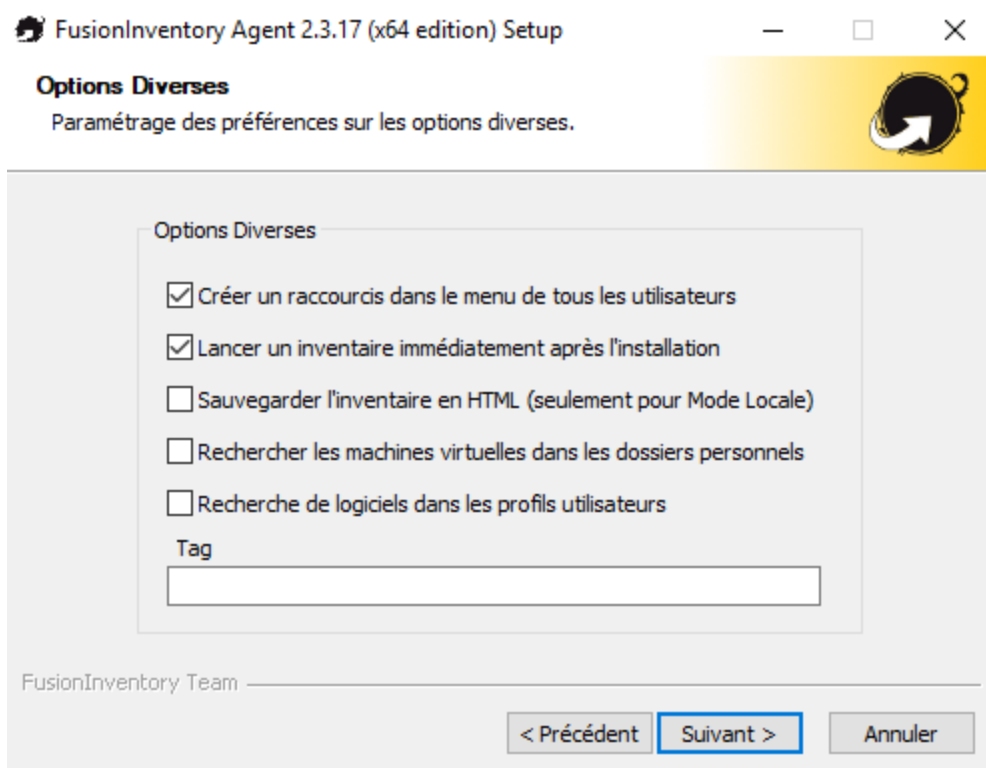 FusionInventory Agent 2.3.17 (x64 edition) Setup
Options Diverses
Paramétrage des préférences sur les options diverses.
Options Diverses
Créer un raccourcis dans le menu de tous les utilisateurs
Lancer un inventaire immédiatement après l'installation
Sauvegarder l'inventaire en HTML (seulement pour Mode Locale)
Rechercher les machines virtuelles dans les dossiers personnels
Recherche de logiciels dans les profils utilisateurs
Tag
FusionInventory Team
< Précédent Suivant > Annuler